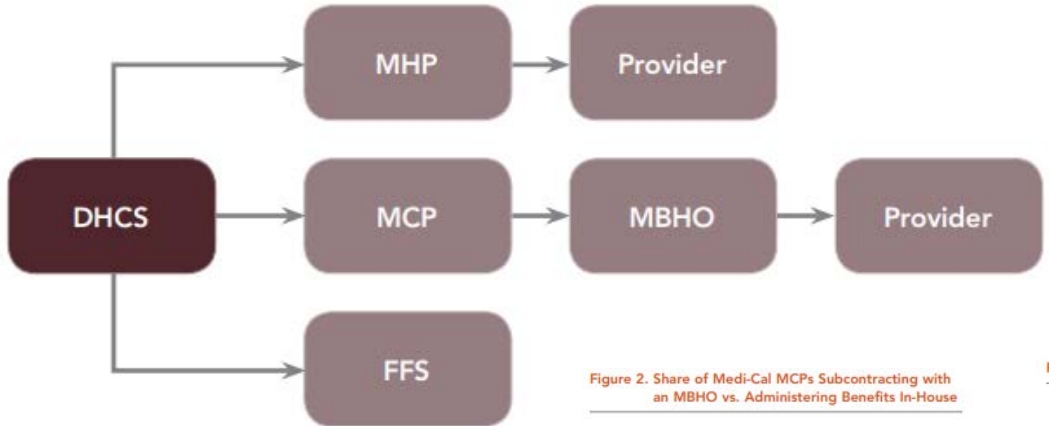 MHP
Provider
DHCS
MCP
MBHO
Provider
FFS
Figure 2. Share of Medi-Cal MCPs Subcontracting with
an MBHO vs. Administering Benefits In-House